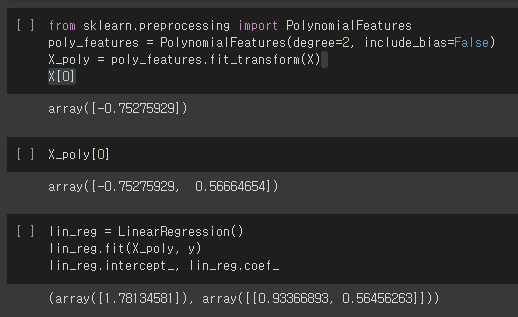 [ ] from sklearn.preprocessing import PolynomialFeatures
poly_features = PolynomialFeatures(degree=2, include_bias=False)
X_poly = poly_features.fit_transform(X)
X[0]
array([-0.75275929])
[ ] X_poly[0]
array([-0.75275929, 0.56664654])
[ ] lin_reg = LinearRegression()
lin_reg.fit(X_poly, y)
lin_reg.intercept_, lin_reg.coef_
(array([1.78134581]), array([[0.93366893, 0.56456263]]))